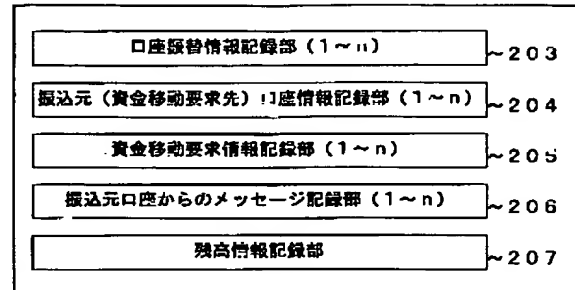 口座振替情報記録部（1～n） ～203
振込元（資金移動要求先）口座情報記録部（1～n） ～204
資金移動要求情報記録部（1～n） ～205
振込元口座からのメッセージ記録部（1～n） ～206
残高情報記録部 ～207